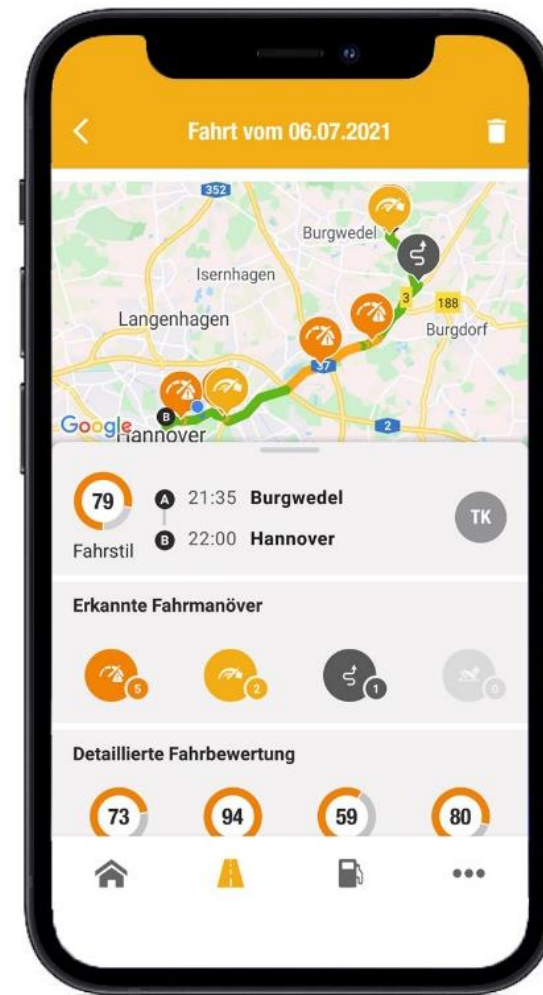 Fahrt vom 06.07.2021
352
Burgwedel
Isernhagen
3
188
Langenhagen
Burgdorf
37
B
Google
Hannover
2
79
A 21:35 Burgwedel
TK
Fahrstil
B 22:00 Hannover
Erkannte Fahrmanöver
5
2
1
0
Detaillierte Fahrbewertung
73
94
59
80